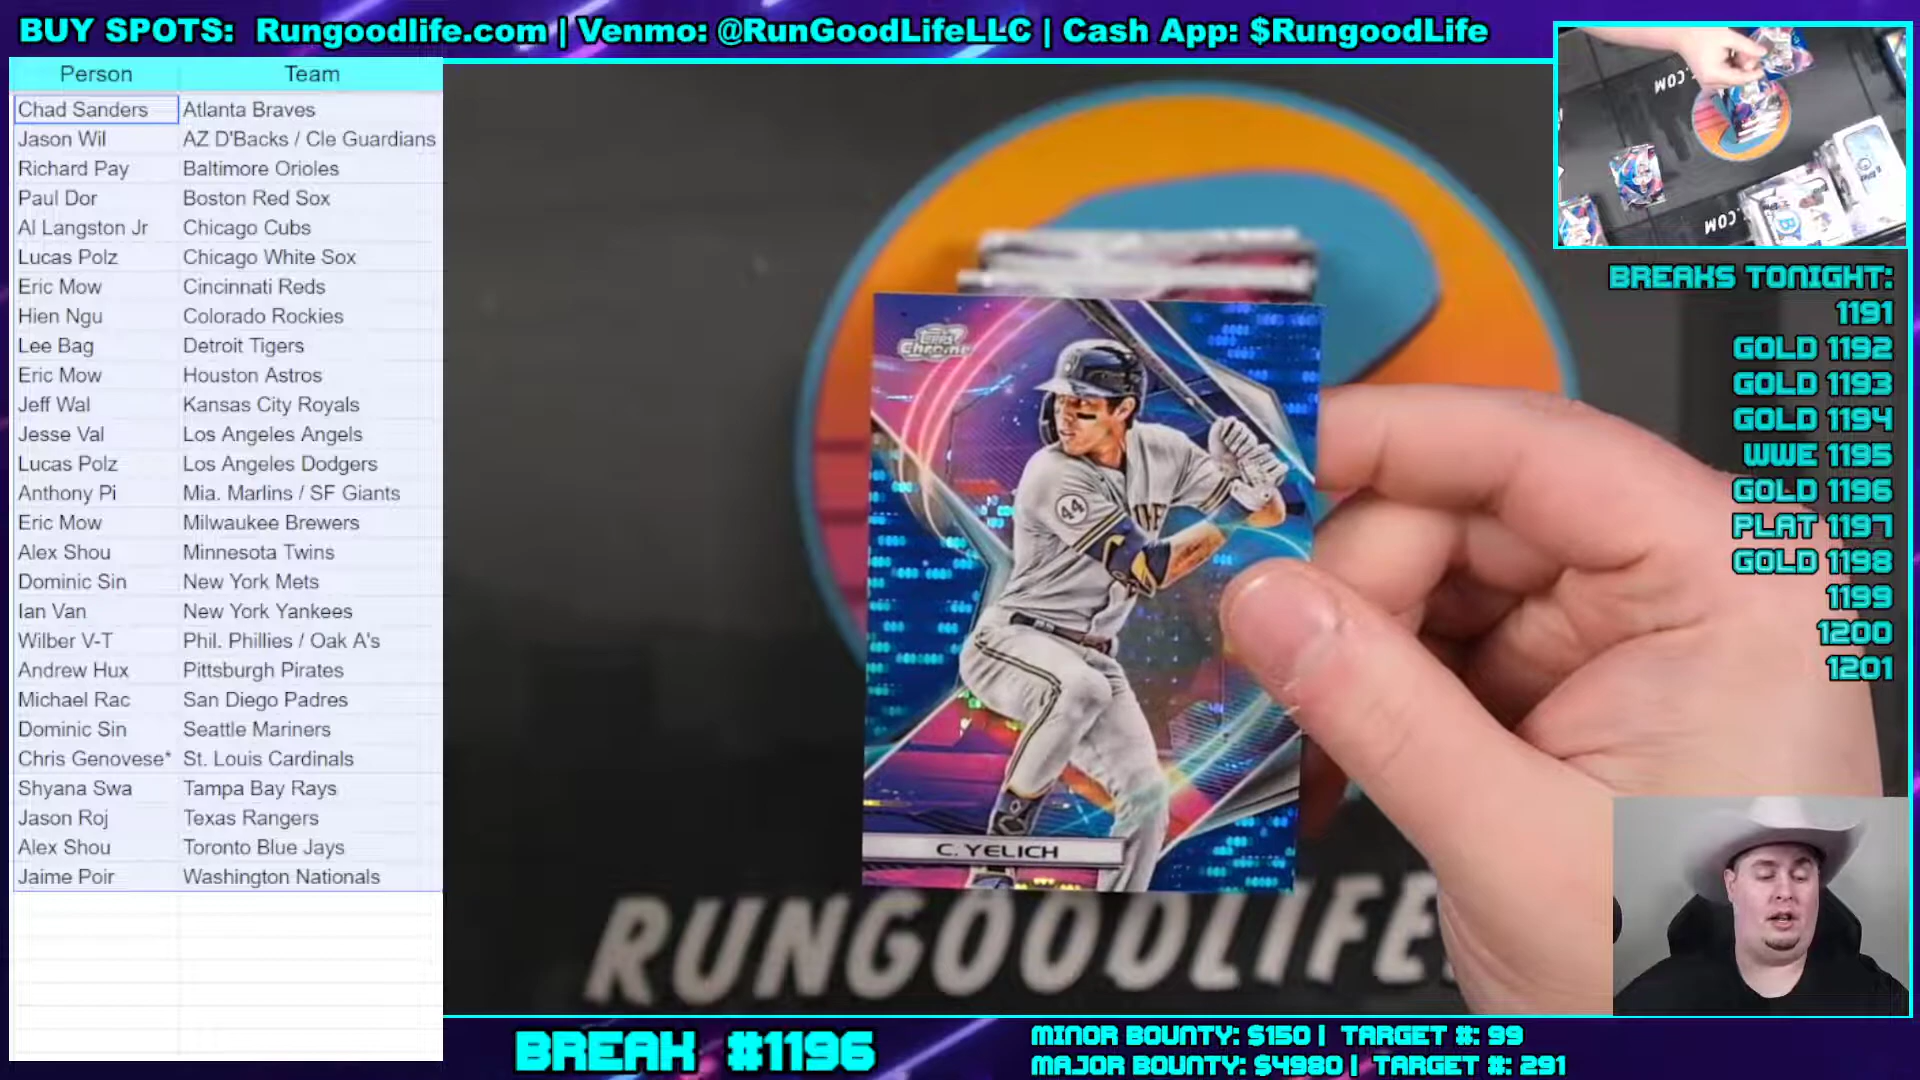 BUY SPOTS: Rungoodlife.com | Venmo: @RunGoodLifeLLC | Cash App: $RungoodLife
Person Team
Chad Sanders Atlanta Braves
Jason Wil AZ D'Backs / Cle Guardians
Richard Pay Baltimore Orioles
Paul Dor Boston Red Sox
Al Langston Jr Chicago Cubs
Lucas Polz Chicago White Sox
Eric Mow Cincinnati Reds
Hien Ngu Colorado Rockies
Lee Bag Detroit Tigers
Eric Mow Houston Astros
Jeff Wal Kansas City Royals
Jesse Val Los Angeles Angels
Lucas Polz Los Angeles Dodgers
Anthony Pi Mia. Marlins / SF Giants
Eric Mow Milwaukee Brewers
Alex Shou Minnesota Twins
Dominic Sin New York Mets
Ian Van New York Yankees
Wilber V-T Phil. Phillies / Oak A's
Andrew Hux Pittsburgh Pirates
Michael Rac San Diego Padres
Dominic Sin Seattle Mariners
Chris Genovese* St. Louis Cardinals
Shyana Swa Tampa Bay Rays
Jason Roj Texas Rangers
Alex Shou Toronto Blue Jays
Jaime Poir Washington Nationals
Topps
Chrome
44
C. YELICH
RUNGOODLIFE
.COM
.COM
BREAKS TONIGHT:
1191
GOLD 1192
GOLD 1193
GOLD 1194
WWE 1195
GOLD 1196
PLAT 1197
GOLD 1198
1199
1200
1201
BREAK #1196
MINOR BOUNTY: $150 | TARGET #: 99
MAJOR BOUNTY: $4980 | TARGET #: 291